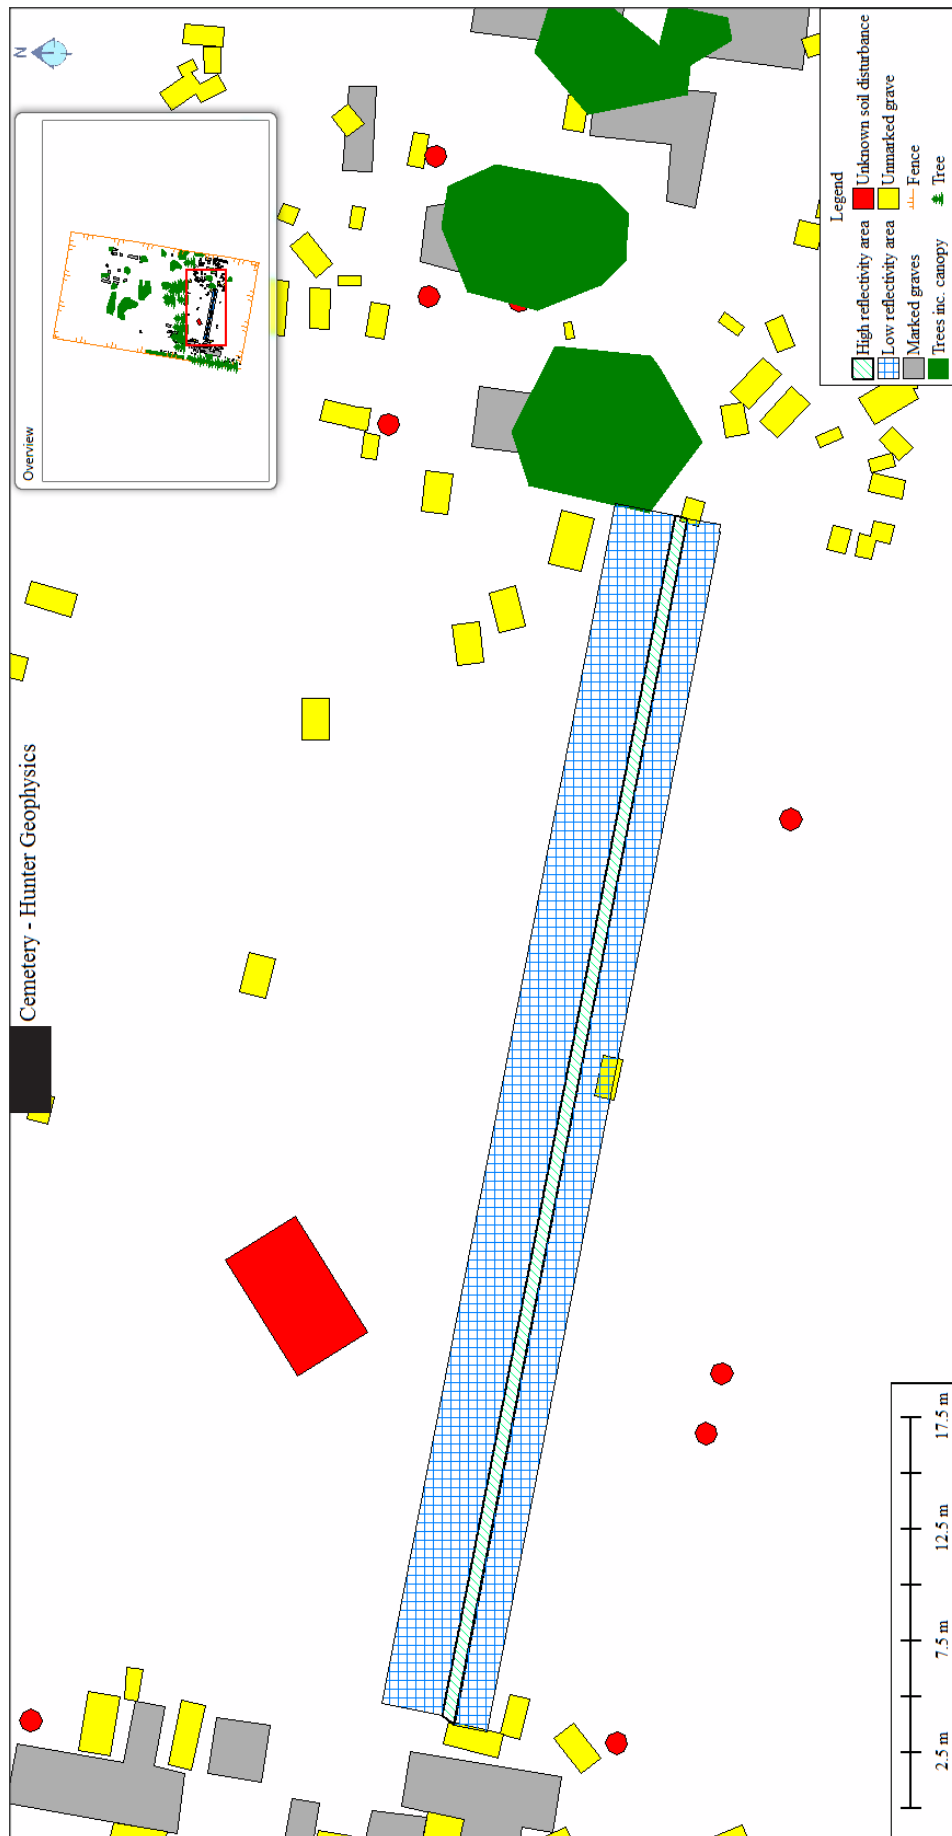 Cemetery - Hunter Geophysics
Overview
N
Legend
High reflectivity area
Unknown soil disturbance
Low reflectivity area
Unmarked grave
Marked graves
Fence
Trees inc. canopy
Tree
2.5 m 7.5 m 12.5 m 17.5 m